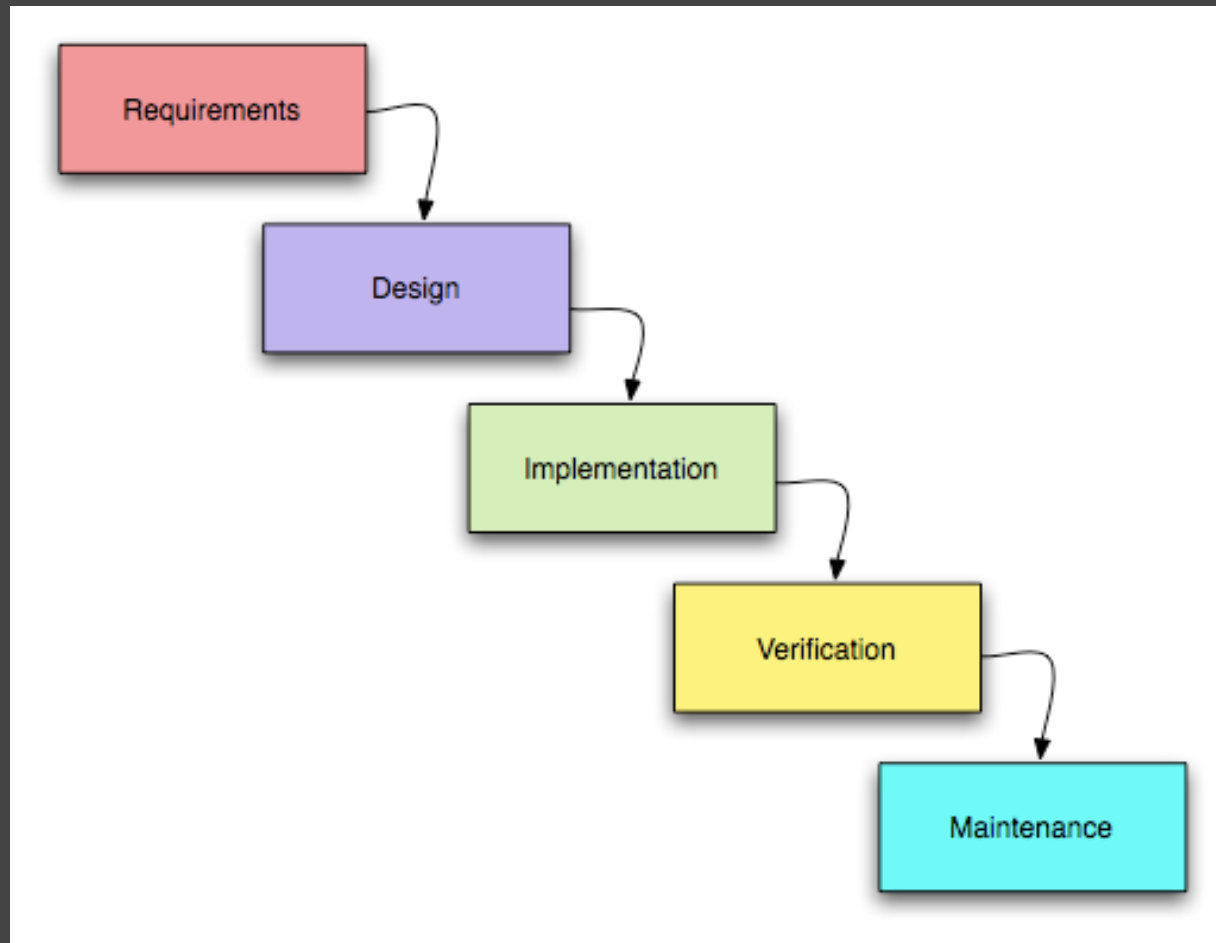 Requirements
Design
Implementation
Verification
Maintenance